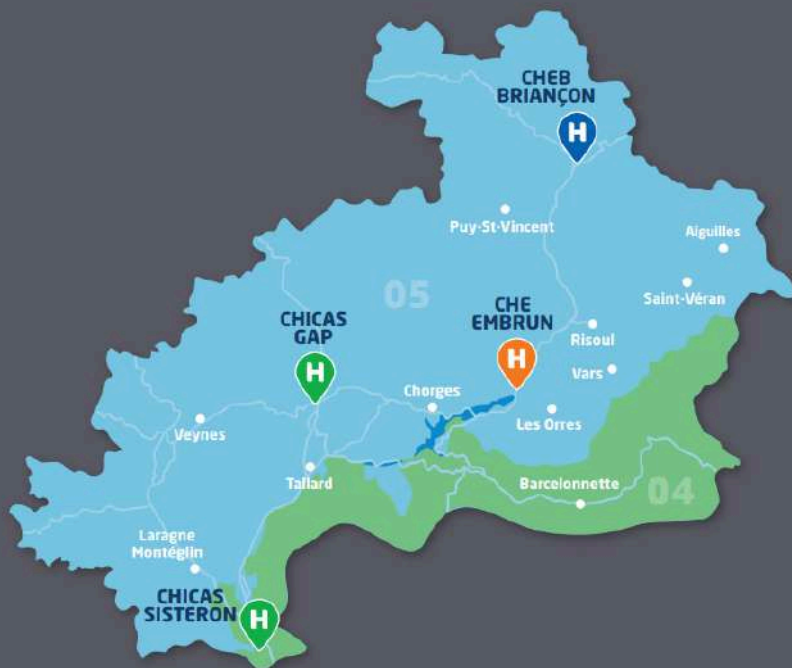 CHEB
BRIANÇON
H
Puy-St-Vincent
Aiguilles
Saint-Véran
05
CHICAS
GAP
H
CHE
EMBRUN
H
Risoul
Vars
Chorges
Les Orres
Veynes
Tallard
Barcelonnette
04
Laragne
Montéglin
CHICAS
SISTERON
H